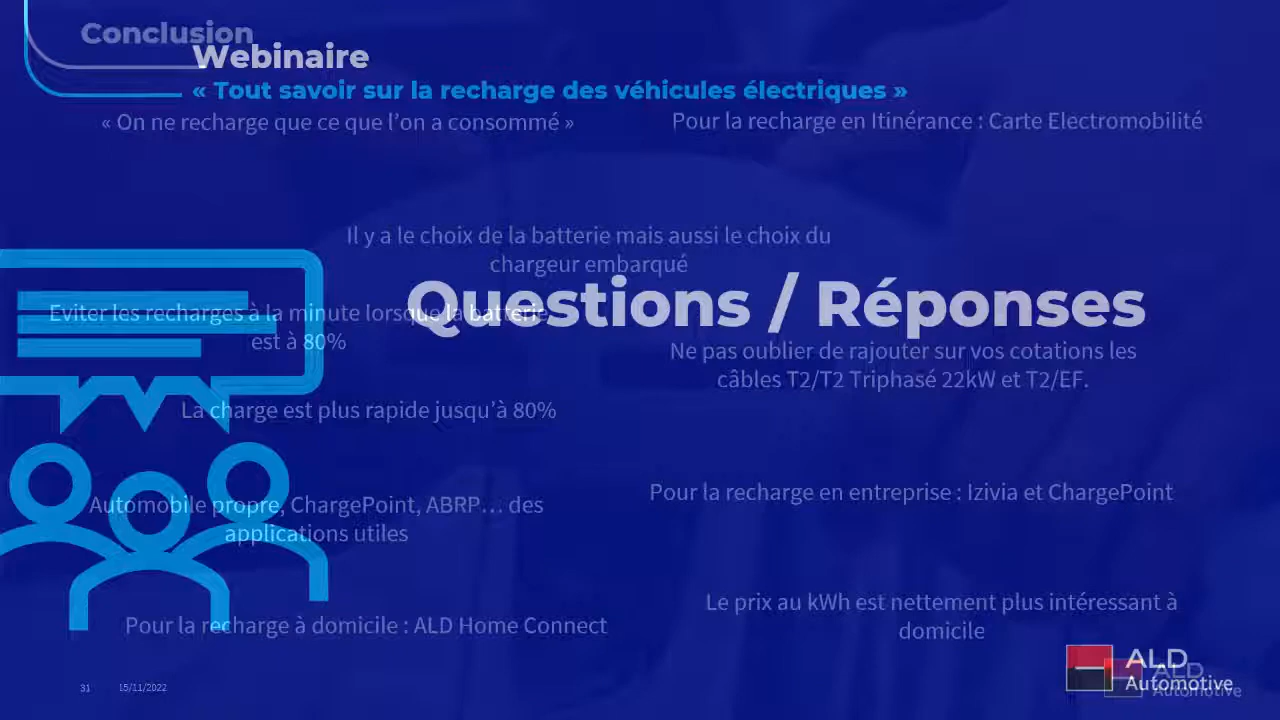 Conclusion
Webinaire
« Tout savoir sur la recharge des véhicules électriques »
« On ne recharge que ce que l’on a consommé »
Pour la recharge en Itinérance : Carte Electromobilité
Il y a le choix de la batterie mais aussi le choix du
chargeur embarqué
Questions / Réponses
Eviter les recharges à la minute lorsque la batterie
est à 80%
Ne pas oublier de rajouter sur vos cotations les
câbles T2/T2 Triphasé 22kW et T2/EF.
La charge est plus rapide jusqu’à 80%
Automobile propre, ChargePoint, ABRP… des
applications utiles
Pour la recharge en entreprise : Izivia et ChargePoint
Le prix au kWh est nettement plus intéressant à
domicile
Pour la recharge à domicile : ALD Home Connect
31
15/11/2022
ALD
Automotive
ALD
Automotive